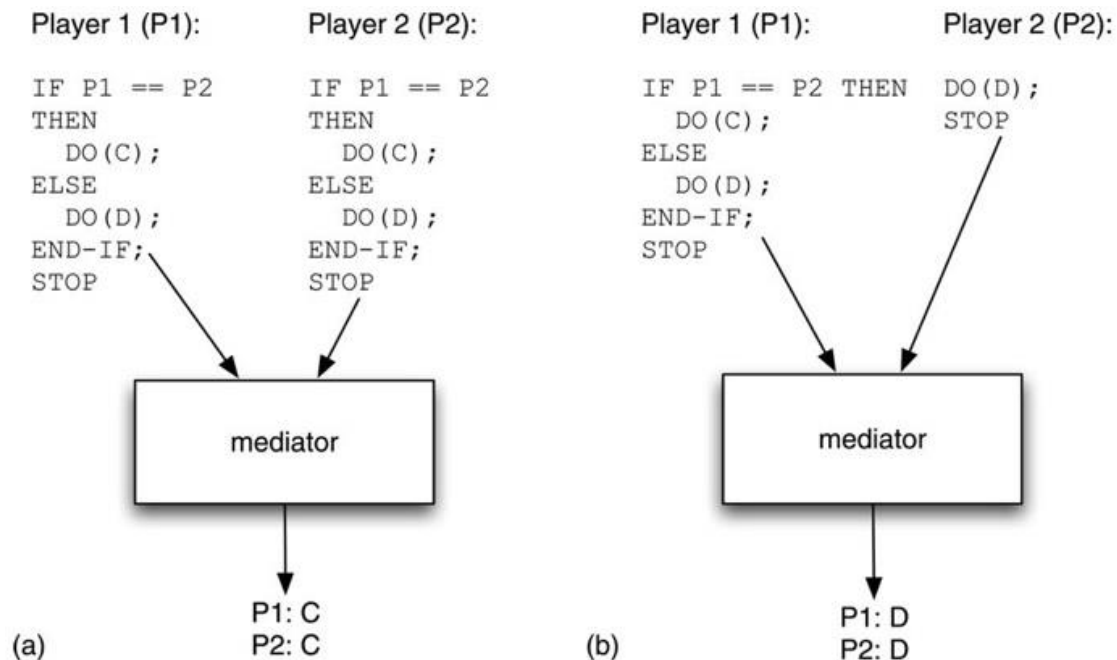 Player 1 (P1):
IF P1 == P2
THEN
DO(C);
ELSE
DO(D);
END-IF;
STOP
Player 2 (P2):
IF P1 == P2
THEN
DO(C);
ELSE
DO(D);
END-IF;
STOP
mediator
P1: C
P2: C
(a)
Player 1 (P1):
IF P1 == P2 THEN
DO(C);
ELSE
DO(D);
END-IF;
STOP
Player 2 (P2):
DO(D);
STOP
mediator
P1: D
P2: D
(b)